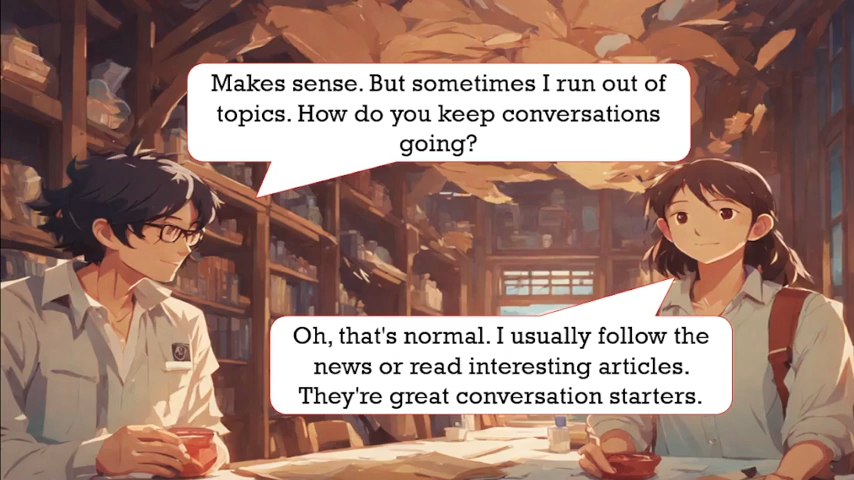 Makes sense. But sometimes I run out of
topics. How do you keep conversations
going?
Oh, that's normal. I usually follow the
news or read interesting articles.
They're great conversation starters.